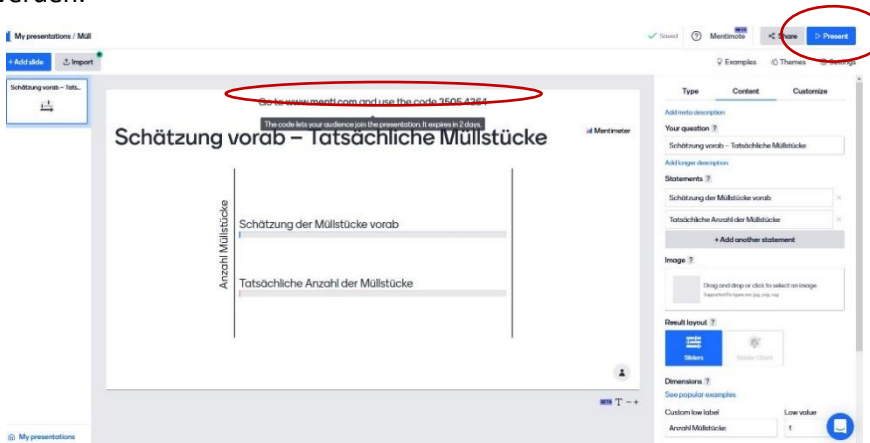 werden.
My presentations / Müll
Saved
Mentimote
BETA
Share
Present
+ Add slide
Import
Examples
Themes
Settings
Schätzung vorab – Tats...
Go to www.menti.com and use the code 3505 4364
The code lets your audience join the presentation. It expires in 2 days.
Schätzung vorab – Tatsächliche Müllstücke
Mentimeter
Anzahl Müllstücke
Schätzung der Müllstücke vorab
Tatsächliche Anzahl der Müllstücke
BETA T - +
My presentations
Type
Content
Customize
Add meta description
Your question ?
Schätzung vorab – Tatsächliche Müllstücke
Add longer description
Statements ?
Schätzung der Müllstücke vorab
Tatsächliche Anzahl der Müllstücke
+ Add another statement
Image ?
Drag and drop or click to select an image
Result layout ?
Sliders
Spider Chart
Dimensions ?
See popular examples
Custom low label
Low value
Anzahl Müllstücke
1